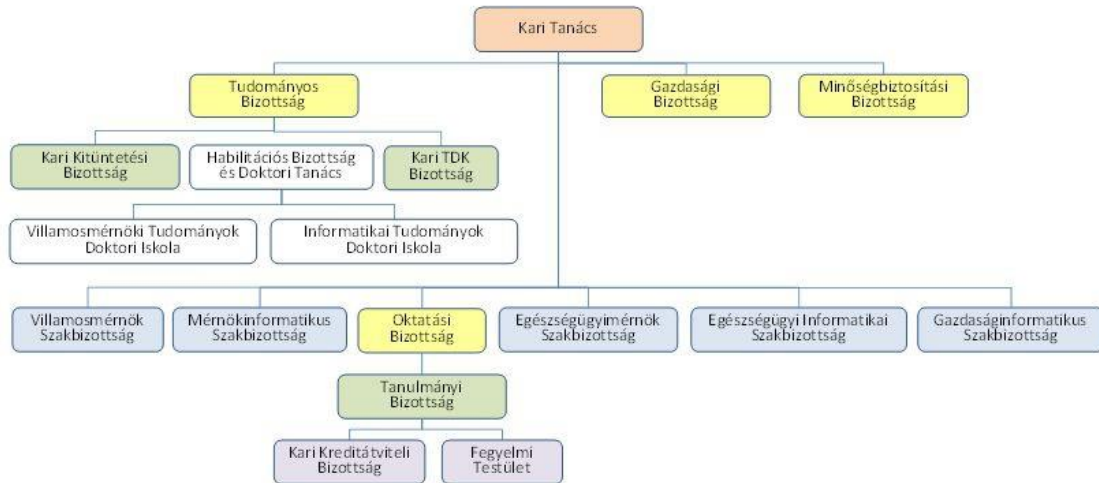 Kari Tanács
Tudományos
Bizottság
Gazdasági
Bizottság
Minőségbiztosítási
Bizottság
Kari Kitüntetési
Bizottság
Habilitációs Bizottság
és Doktori Tanács
Kari TDK
Bizottság
Villamosmérnöki Tudományok
Doktori Iskola
Informatikai Tudományok
Doktori Iskola
Villamosmérnök
Szakbizottság
Mérnökinformatikus
Szakbizottság
Oktatási
Bizottság
Egészségügyimérnök
Szakbizottság
Egészségügyi Informatikai
Szakbizottság
Gazdaságinformatikus
Szakbizottság
Tanulmányi
Bizottság
Kari Kreditátviteli
Bizottság
Fegyelmi
Testület